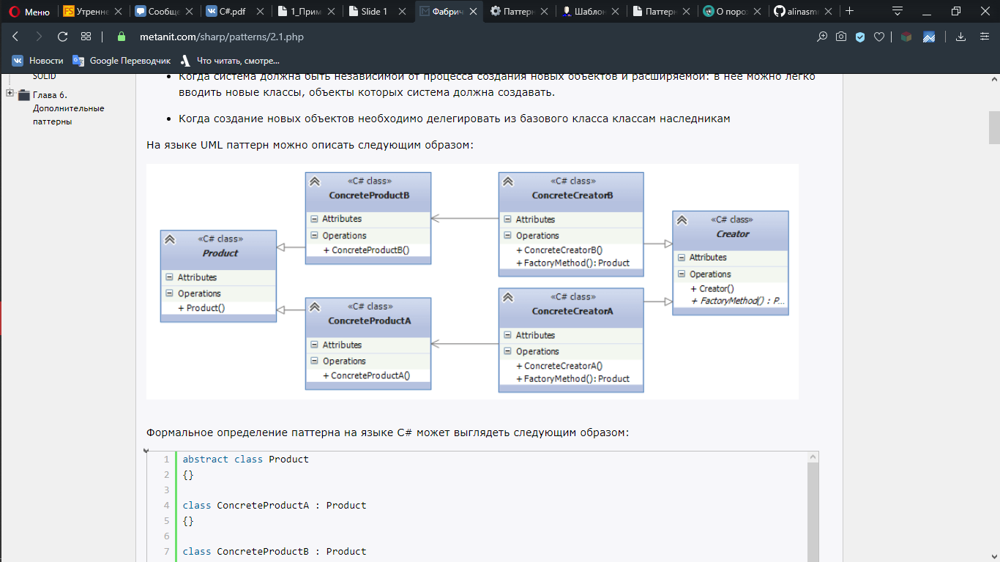 Меню
Утренне
Сообще
C#.pdf
1_Прим
Slide 1
Фабрич
Паттерн
Шаблон
Паттерн
О порож
alinasm
metanit.com/sharp/patterns/2.1.php
Новости
Google Переводчик
Что читать, смотре...
SOLID
Глава 6.
Дополнительные
паттерны
Когда система должна быть независимой от процесса создания новых объектов и расширяемой: в нее можно легко
вводить новые классы, объекты которых система должна создавать.
Когда создание новых объектов необходимо делегировать из базового класса классам наследникам
На языке UML паттерн можно описать следующим образом:
«C# class»
Product
Attributes
Operations
+ Product()
«C# class»
ConcreteProductB
Attributes
Operations
+ ConcreteProductB()
«C# class»
ConcreteProductA
Attributes
Operations
+ ConcreteProductA()
«C# class»
ConcreteCreatorB
Attributes
Operations
+ ConcreteCreatorB()
+ FactoryMethod(): Product
«C# class»
ConcreteCreatorA
Attributes
Operations
+ ConcreteCreatorA()
+ FactoryMethod(): Product
«C# class»
Creator
Attributes
Operations
+ Creator()
+ FactoryMethod() : P...
Формальное определение паттерна на языке C# может выглядеть следующим образом:
1 abstract class Product
2 {}
3
4 class ConcreteProductA : Product
5 {}
6
7 class ConcreteProductB : Product